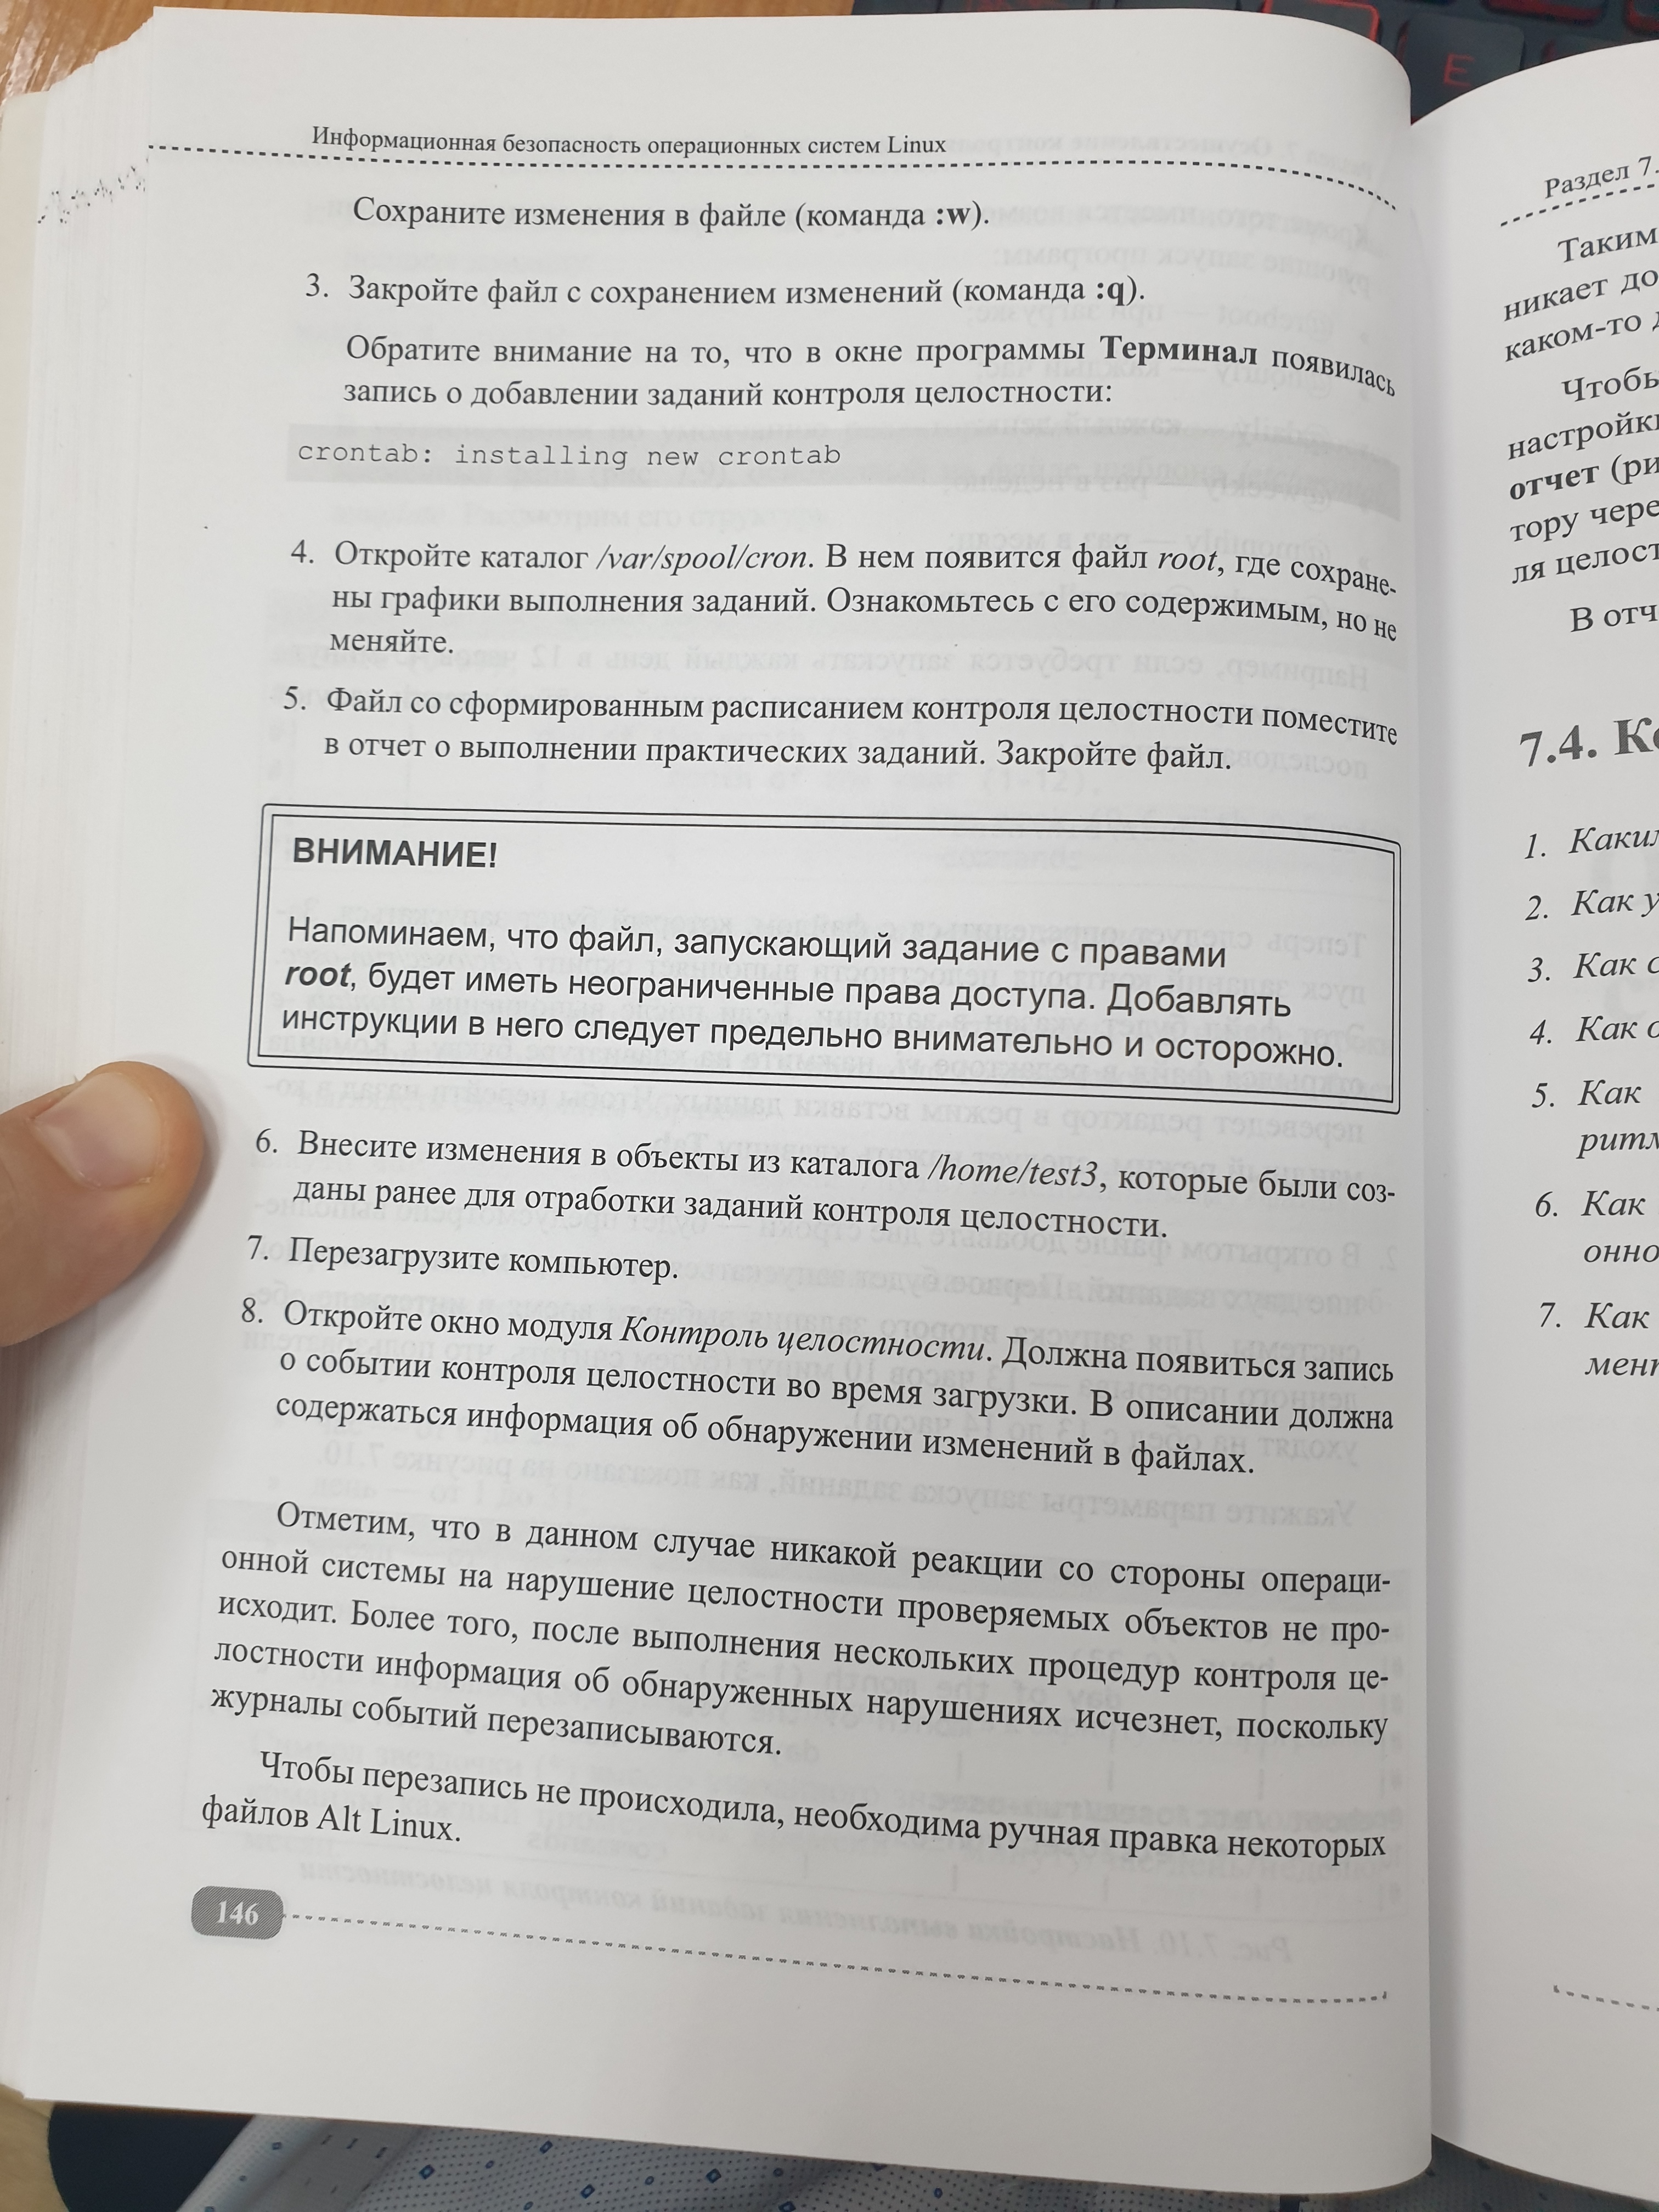 Информационная безопасность операционных систем Linux
Сохраните изменения в файле (команда :w).
3. Закройте файл с сохранением изменений (команда :q).
Обратите внимание на то, что в окне программы Терминал появилась
запись о добавлении заданий контроля целостности:
crontab: installing new crontab
4. Откройте каталог /var/spool/cron. В нем появится файл root, где сохране-
ны графики выполнения заданий. Ознакомьтесь с его содержимым, но не
меняйте.
5. Файл со сформированным расписанием контроля целостности поместите
в отчет о выполнении практических заданий. Закройте файл.
ВНИМАНИЕ!
Напоминаем, что файл, запускающий задание с правами
root, будет иметь неограниченные права доступа. Добавлять
инструкции в него следует предельно внимательно и осторожно.
6. Внесите изменения в объекты из каталога /home/test3, которые были соз-
даны ранее для отработки заданий контроля целостности.
7. Перезагрузите компьютер.
8. Откройте окно модуля Контроль целостности. Должна появиться запись
о событии контроля целостности во время загрузки. В описании должна
содержаться информация об обнаружении изменений в файлах.
Отметим, что в данном случае никакой реакции со стороны операци-
онной системы на нарушение целостности проверяемых объектов не про-
исходит. Более того, после выполнения нескольких процедур контроля це-
лостности информация об обнаруженных нарушениях исчезнет, поскольку
журналы событий перезаписываются.
Чтобы перезапись не происходила, необходима ручная правка некоторых
файлов Alt Linux.
146
Раздел 7.
Таким
никает до
каком-то
Чтобы
настройки
отчет (ри
тору чере
ля целост
В отч
7.4. Ко
1. Каким
2. Как у
3. Как с
4. Как о
5. Как
ритм
6. Как
онно
7. Как
мент
E